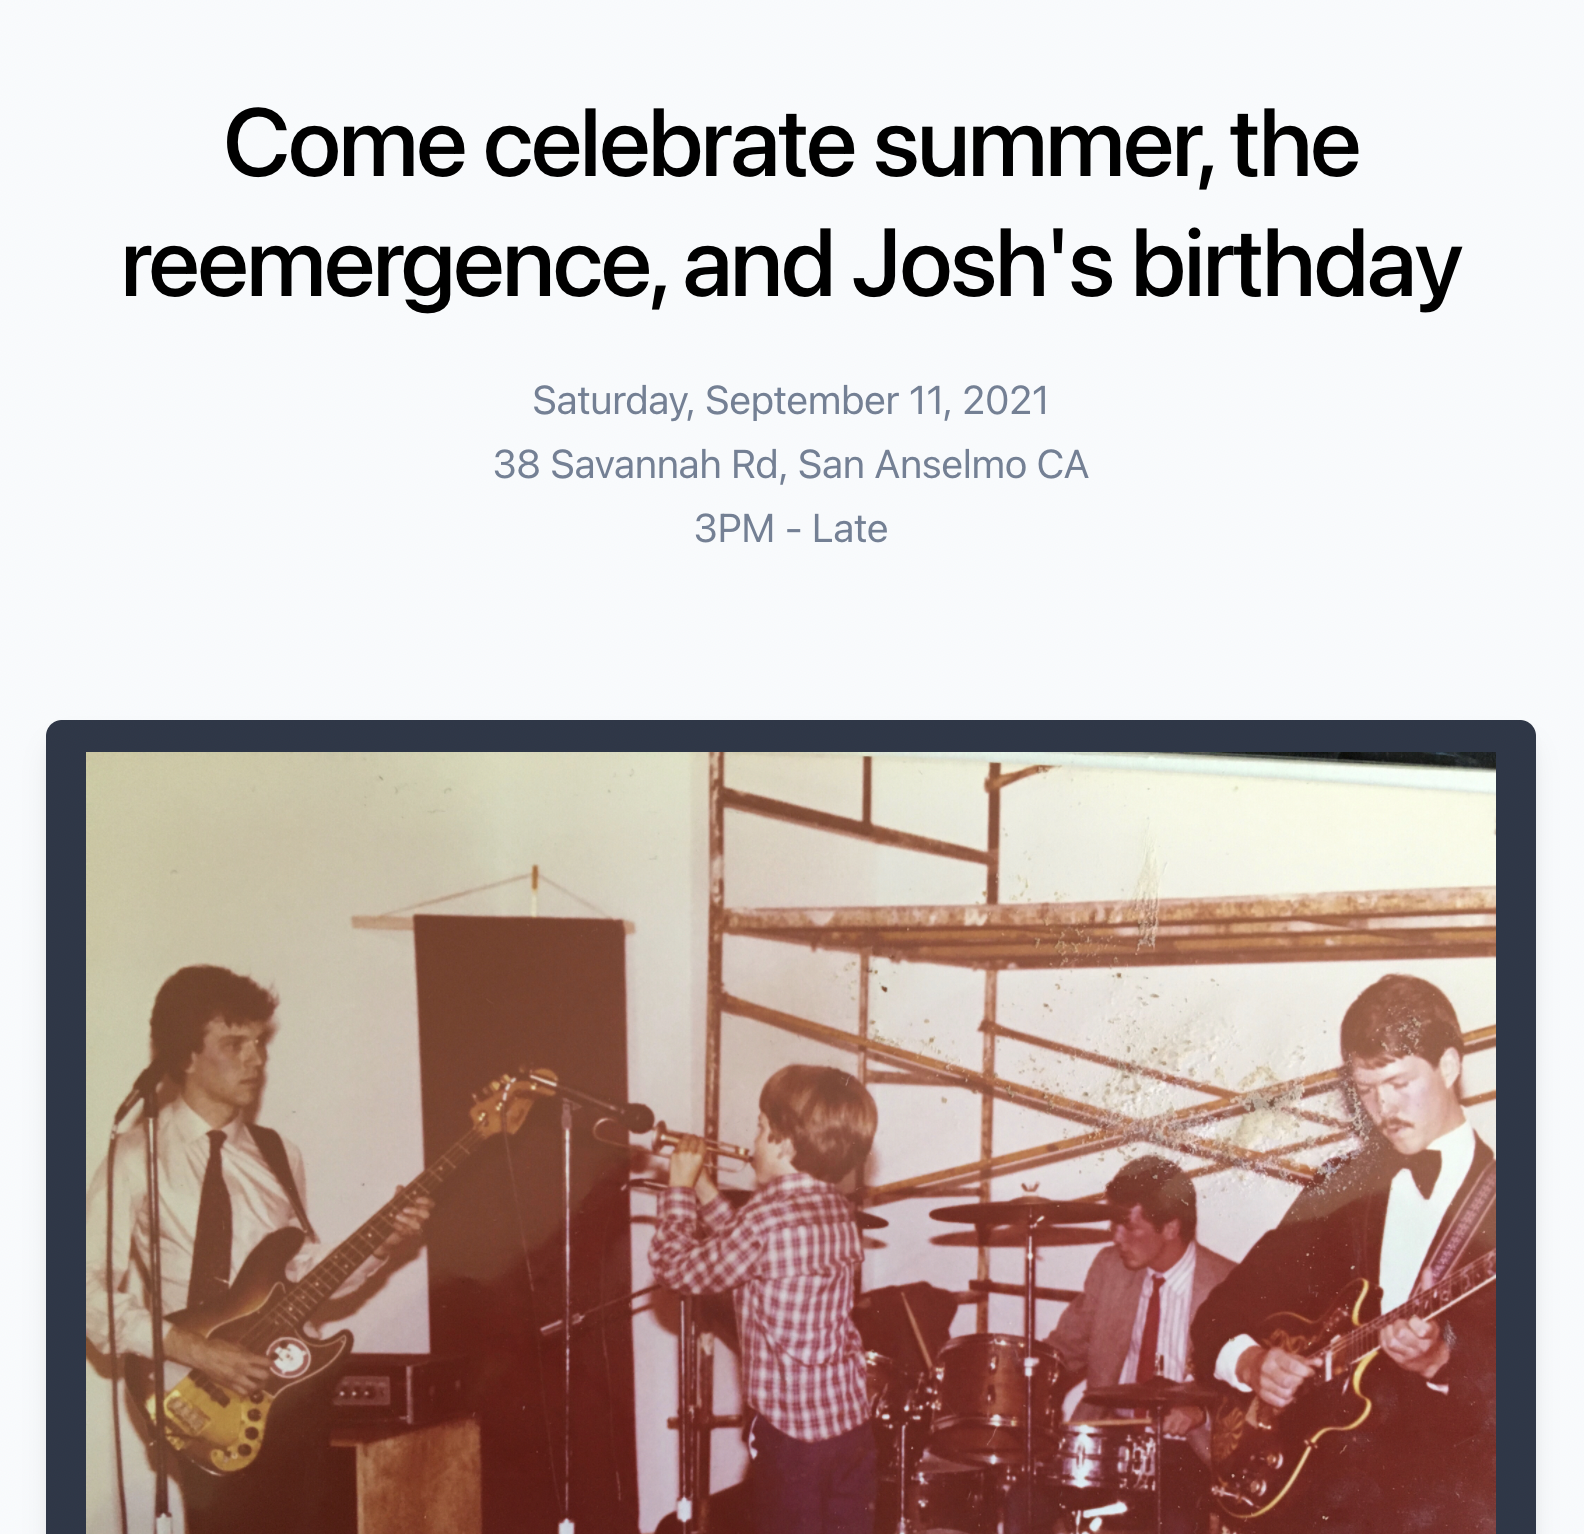 Come celebrate summer, the
reemergence, and Josh's birthday
Saturday, September 11, 2021
38 Savannah Rd, San Anselmo CA
3PM - Late